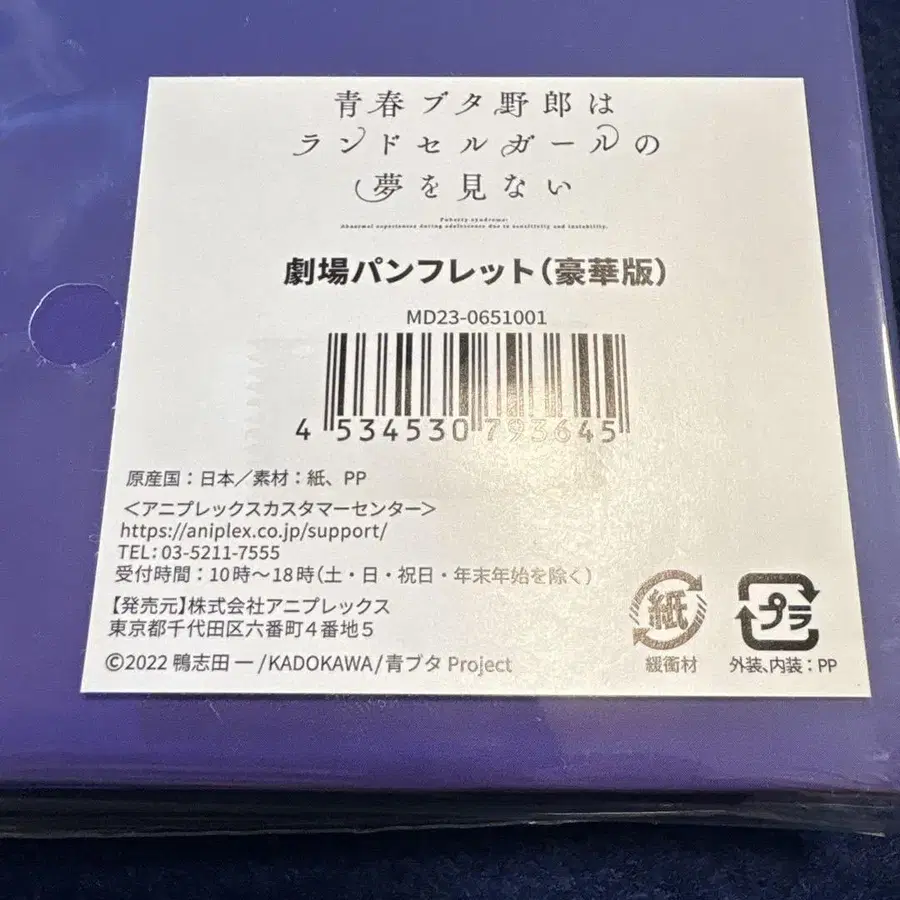 青春ブタ野郎は
ランドセルガールの
夢を見ない
Puberty syndrome:
Abnormal experiences during adolescence due to sensitivity and instability.
劇場パンフレット(豪華版)
MD23-0651001
4 534530 793645
原産国:日本/素材:紙、PP
<アニプレックスカスタマーセンター>
https://aniplex.co.jp/support/
TEL:03-5211-7555
受付時間:10時～18時(土・日・祝日・年末年始を除く)
【発売元】株式会社アニプレックス
東京都千代田区六番町4番地5
©2022 鴨志田 一/KADOKAWA/青ブタ Project
紙
緩衝材
プラ
外装、内装:PP